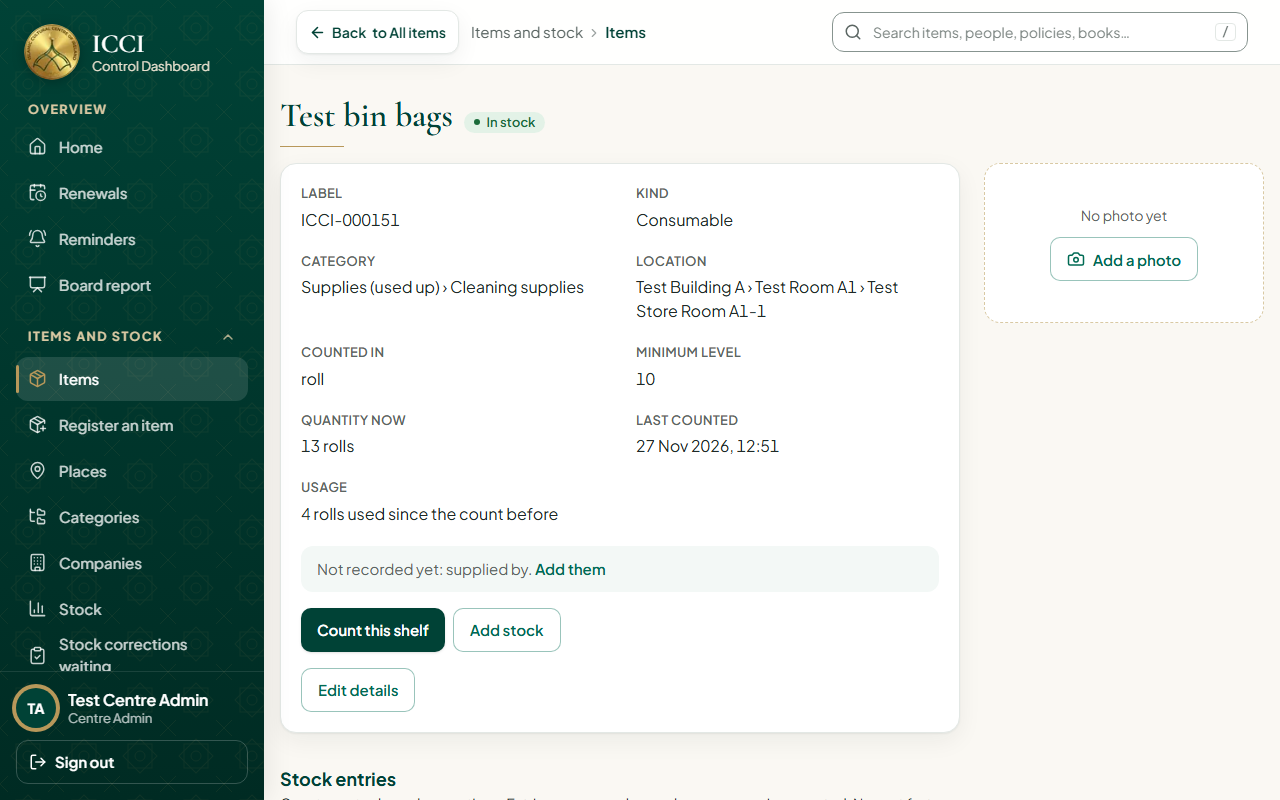 ICCI
Control Dashboard
OVERVIEW
Home
Renewals
Reminders
Board report
ITEMS AND STOCK
Items
Register an item
Places
Categories
Companies
Stock
Stock corrections
waiting
TA
Test Centre Admin
Centre Admin
Sign out
Back to All items
Items and stock › Items
Search items, people, policies, books…
/
Test bin bags
In stock
LABEL
ICCI-000151
KIND
Consumable
CATEGORY
Supplies (used up) › Cleaning supplies
LOCATION
Test Building A › Test Room A1 › Test
Store Room A1-1
COUNTED IN
roll
MINIMUM LEVEL
10
QUANTITY NOW
13 rolls
LAST COUNTED
27 Nov 2026, 12:51
USAGE
4 rolls used since the count before
Not recorded yet: supplied by. Add them
Count this shelf
Add stock
Edit details
No photo yet
Add a photo
Stock entries